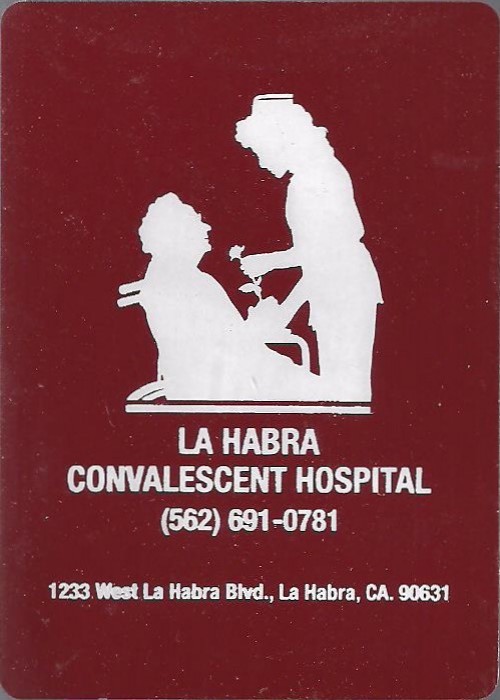 LA HABRA
CONVALESCENT HOSPITAL
(562) 691-0781
1233 West La Habra Blvd., La Habra, CA. 90631